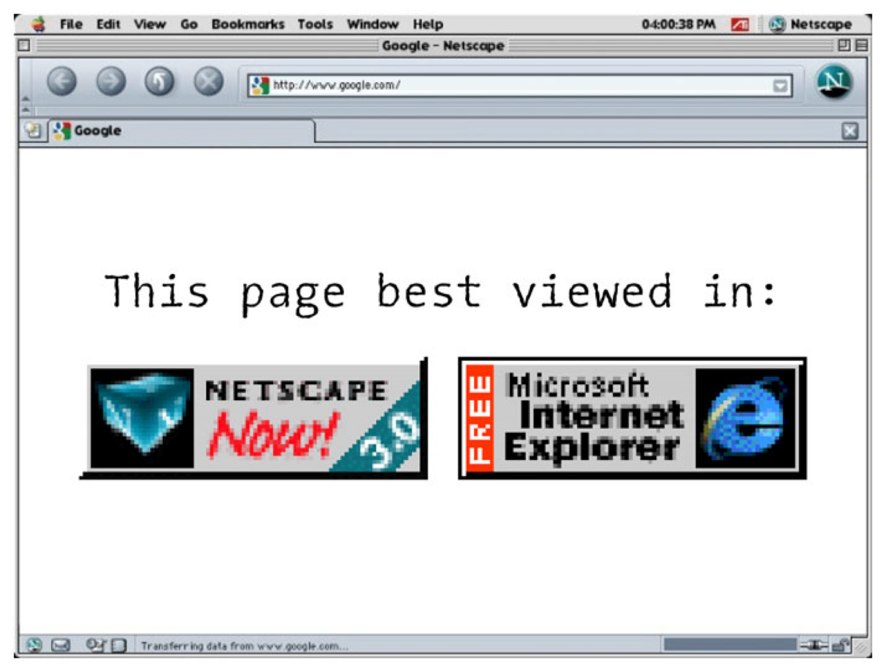 File Edit View Go Bookmarks Tools Window Help 04:00:38 PM Netscape
Google - Netscape
http://www.google.com/
Google
This page best viewed in:
NETSCAPE
Now!
3.0
FREE
Microsoft
Internet
Explorer
Transferring data from www.google.com...